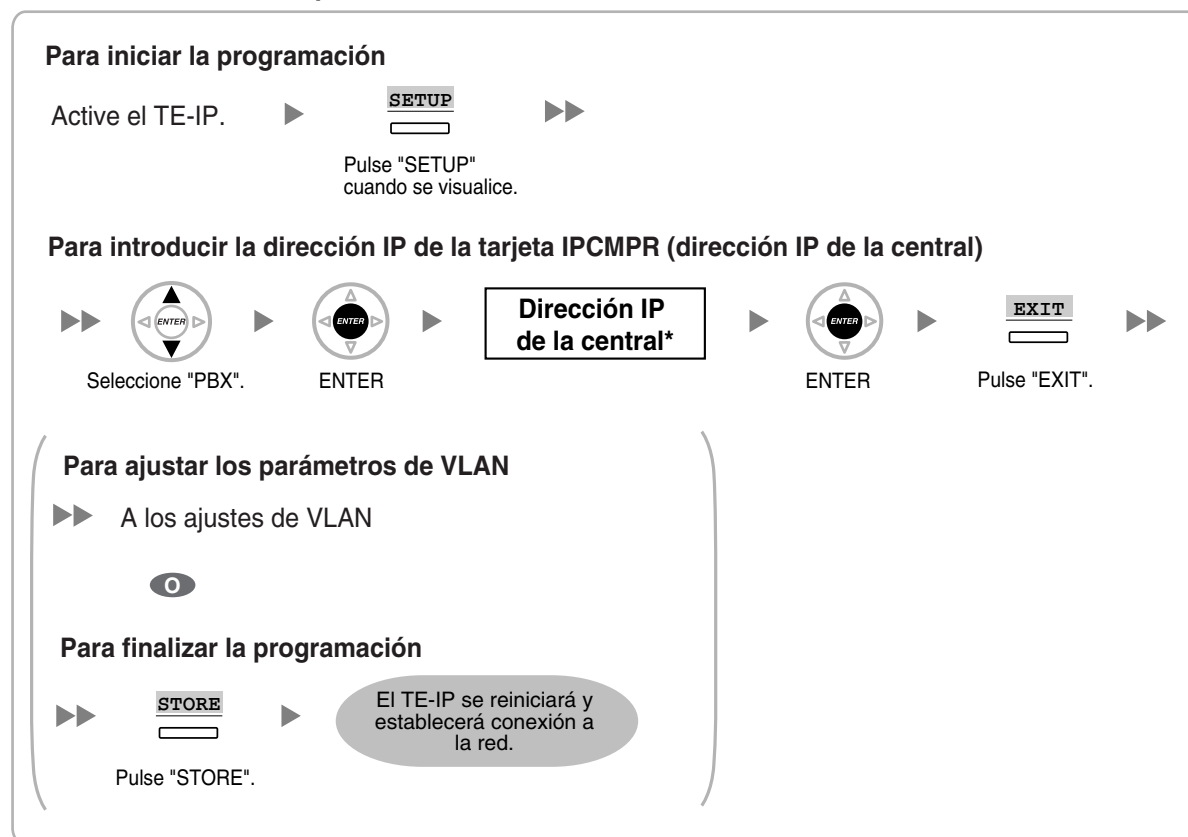 Para iniciar la programación
Active el TE-IP.
SETUP
Pulse "SETUP"
cuando se visualice.
Para introducir la dirección IP de la tarjeta IPCMPR (dirección IP de la central)
ENTER
Seleccione "PBX".
ENTER
ENTER
Dirección IP
de la central*
ENTER
ENTER
EXIT
Pulse "EXIT".
Para ajustar los parámetros de VLAN
A los ajustes de VLAN
O
Para finalizar la programación
STORE
Pulse "STORE".
El TE-IP se reiniciará y
establecerá conexión a
la red.